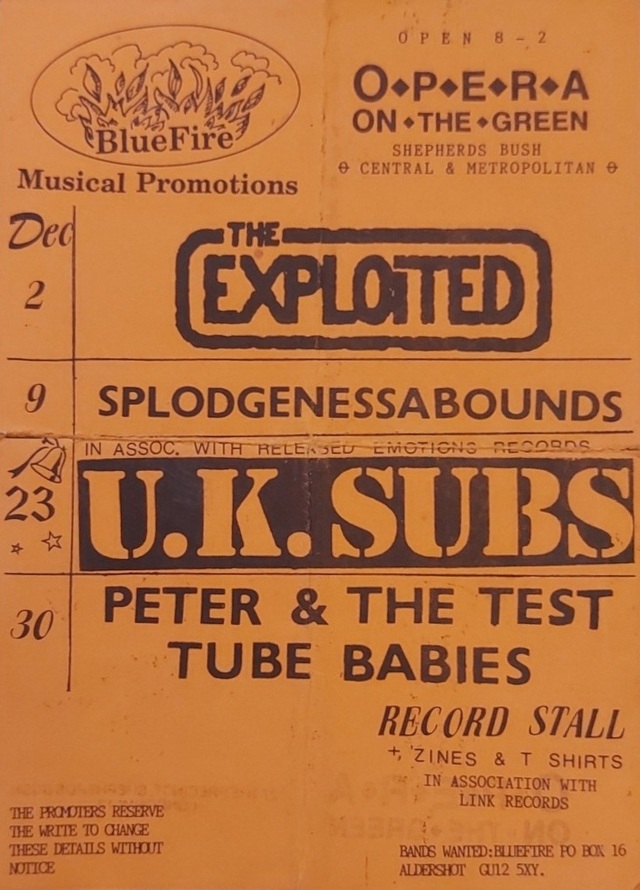 BlueFire
Musical Promotions
OPEN 8-2
O◆P◆E◆R◆A
ON◆THE◆GREEN
SHEPHERDS BUSH
CENTRAL & METROPOLITAN
Dec
2
THE
EXPLOITED
9
SPLODGENESSABOUNDS
IN ASSOC. WITH RELEASED EMOTIONS RECORDS
23
U.K. SUBS
30
PETER & THE TEST
TUBE BABIES
RECORD STALL
+, 'ZINES & T SHIRTS
IN ASSOCIATION WITH
LINK RECORDS
THE PROMOTERS RESERVE
THE WRITE TO CHANGE
THESE DETAILS WITHOUT
NOTICE
BANDS WANTED:BLUEFIRE PO BOX 16
ALDERSHOT GU12 5XY.